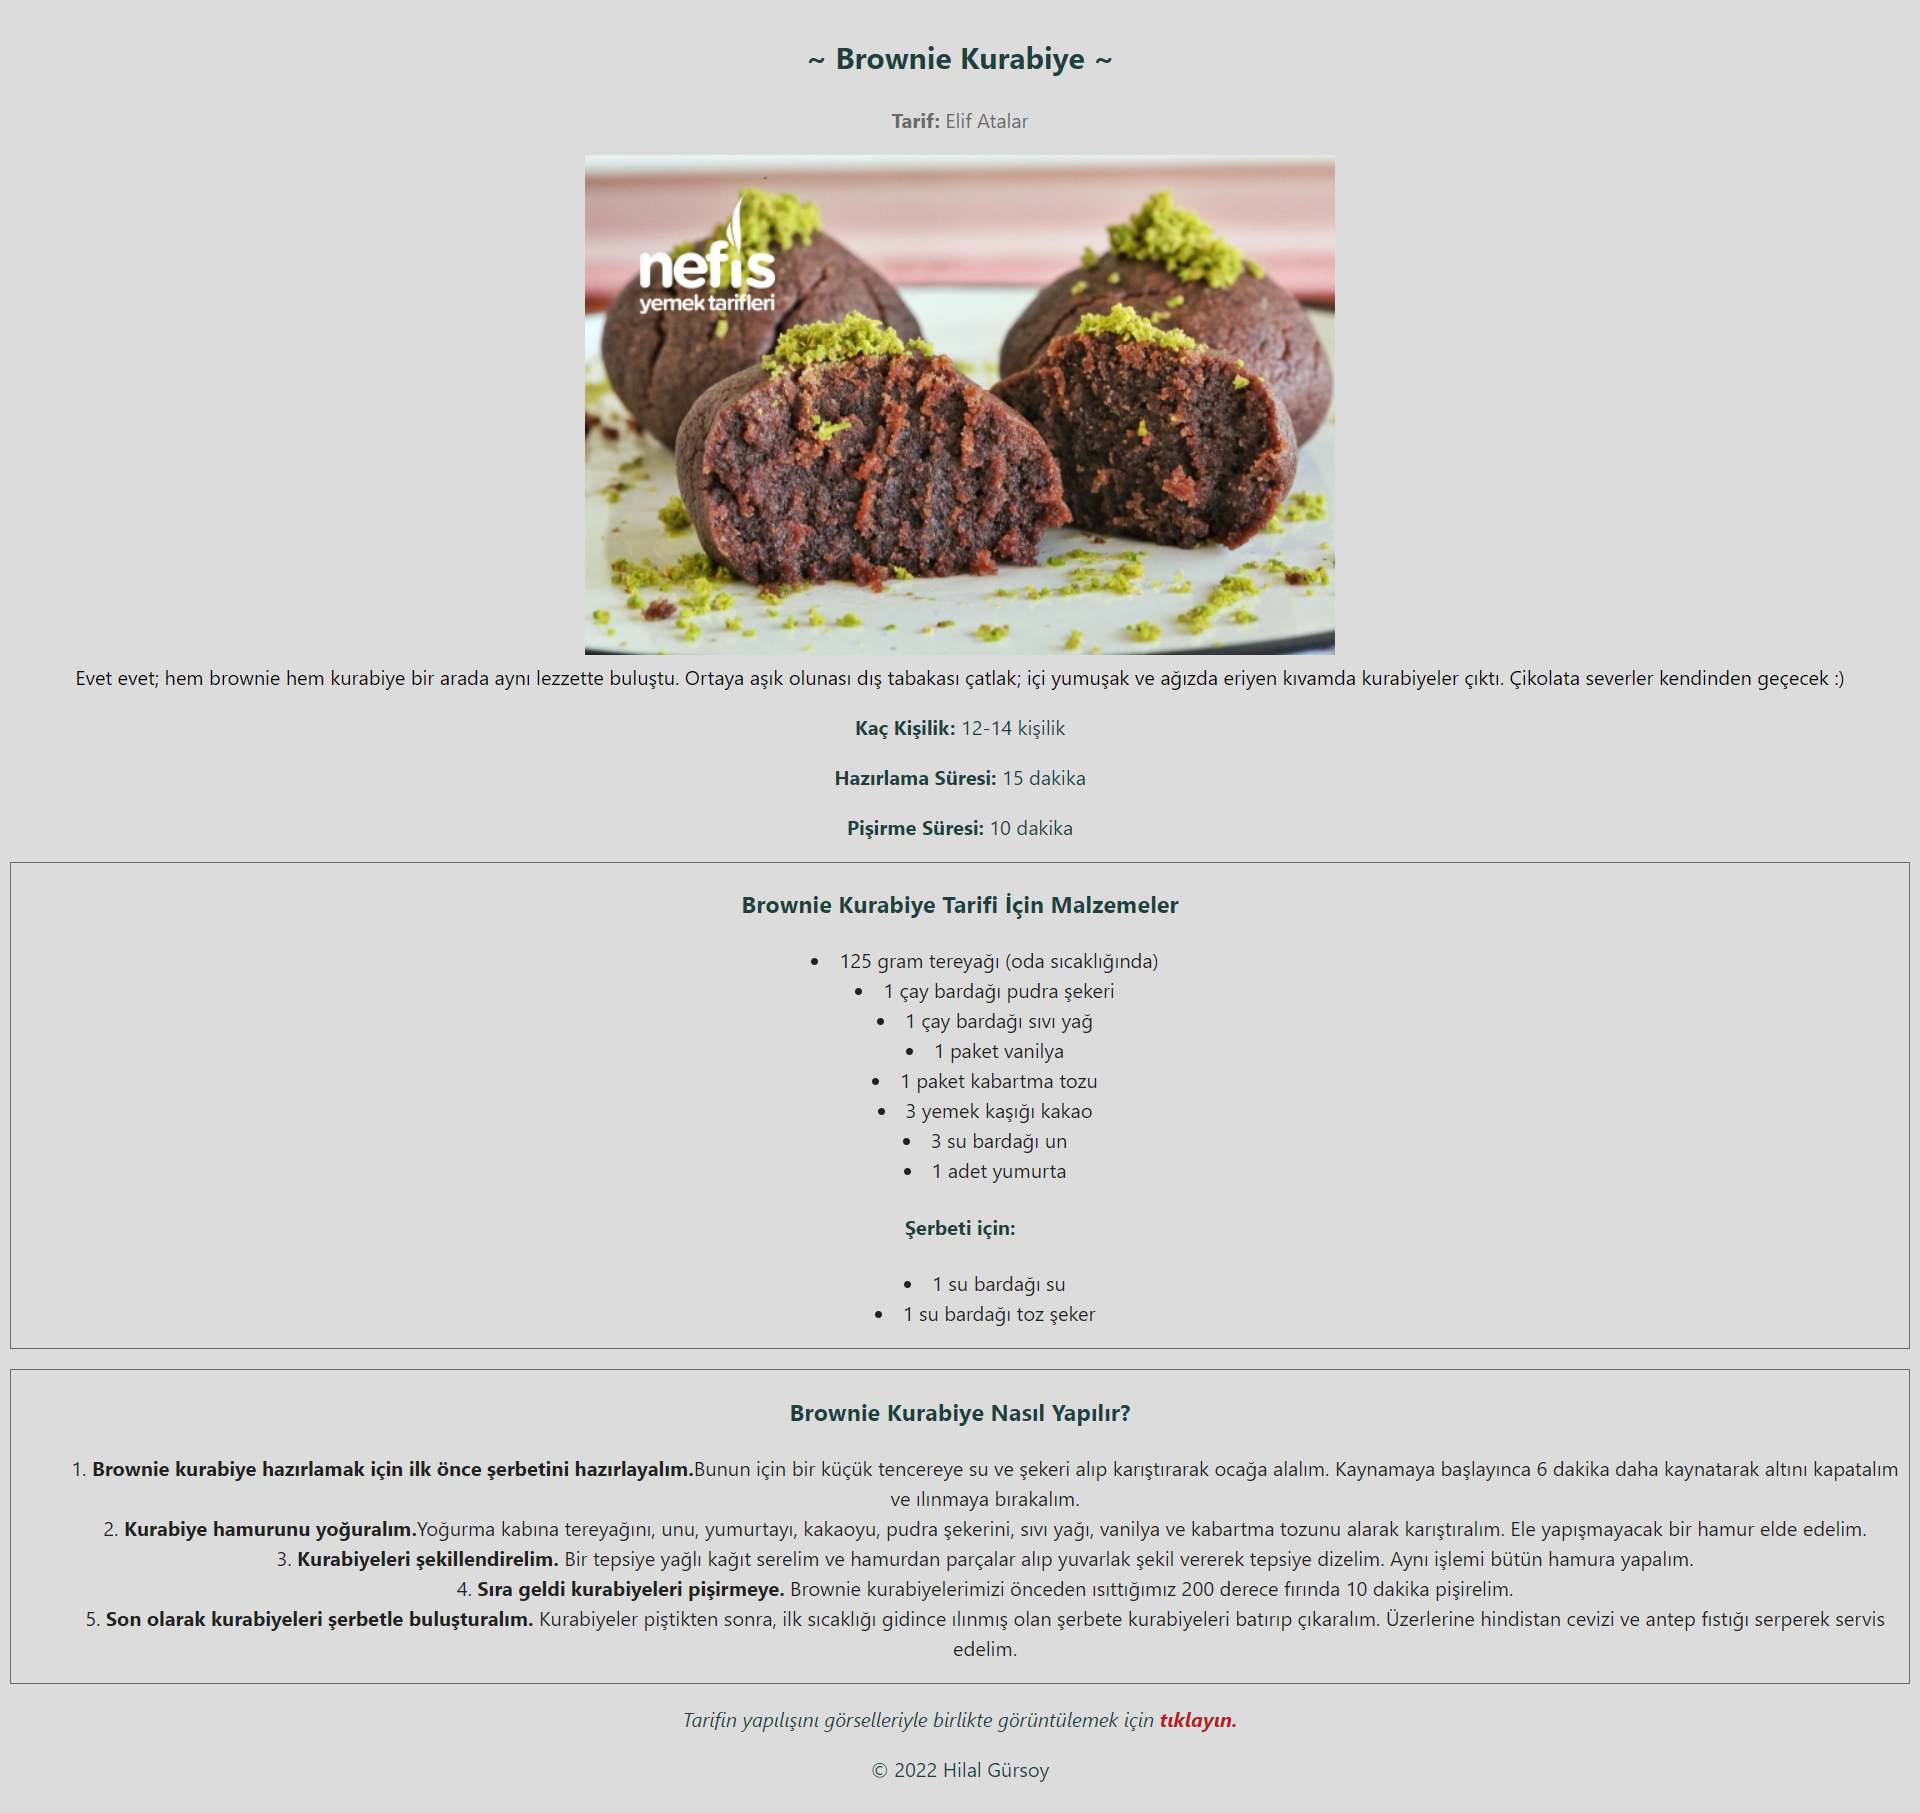 ~ Brownie Kurabiye ~
Tarif: Elif Atalar
nefis
yemek tarifleri
Evet evet; hem brownie hem kurabiye bir arada aynı lezzette buluştu. Ortaya aşık olunası dış tabakası çatlak; içi yumuşak ve ağızda eriyen kıvamda kurabiyeler çıktı. Çikolata severler kendinden geçecek :)
Kaç Kişilik: 12-14 kişilik
Hazırlama Süresi: 15 dakika
Pişirme Süresi: 10 dakika
Brownie Kurabiye Tarifi İçin Malzemeler
• 125 gram tereyağı (oda sıcaklığında)
• 1 çay bardağı pudra şekeri
• 1 çay bardağı sıvı yağ
• 1 paket vanilya
• 1 paket kabartma tozu
• 3 yemek kaşığı kakao
• 3 su bardağı un
• 1 adet yumurta
Şerbeti için:
• 1 su bardağı su
• 1 su bardağı toz şeker
Brownie Kurabiye Nasıl Yapılır?
1. Brownie kurabiye hazırlamak için ilk önce şerbetini hazırlayalım.Bunun için bir küçük tencereye su ve şekeri alıp karıştırarak ocağa alalım. Kaynamaya başlayınca 6 dakika daha kaynatarak altını kapatalım
ve ılınmaya bırakalım.
2. Kurabiye hamurunu yoğuralım.Yoğurma kabına tereyağını, unu, yumurtayı, kakaoyu, pudra şekerini, sıvı yağı, vanilya ve kabartma tozunu alarak karıştıralım. Ele yapışmayacak bir hamur elde edelim.
3. Kurabiyeleri şekillendirelim. Bir tepsiye yağlı kağıt serelim ve hamurdan parçalar alıp yuvarlak şekil vererek tepsiye dizelim. Aynı işlemi bütün hamura yapalım.
4. Sıra geldi kurabiyeleri pişirmeye. Brownie kurabiyelerimizi önceden ısıttığımız 200 derece fırında 10 dakika pişirelim.
5. Son olarak kurabiyeleri şerbetle buluşturalım. Kurabiyeler piştikten sonra, ilk sıcaklığı gidince ılınmış olan şerbete kurabiyeleri batırıp çıkaralım. Üzerlerine hindistan cevizi ve antep fıstığı serperek servis
edelim.
Tarifin yapılışını görselleriyle birlikte görüntülemek için tıklayın.
© 2022 Hilal Gürsoy